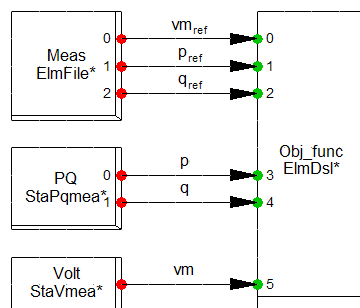 vm_ref
0 0
p_ref
Meas 1 1
ElmFile*
q_ref
2 2
Obj_func
ElmDsl*
p
0 3
PQ
q
StaPqmea* 1 4
Volt
vm
StaVmea* 5